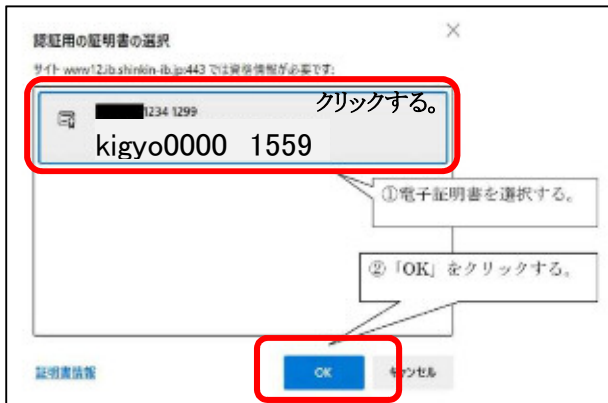 認証用の証明書の選択
サイト www12.ib.shinkin-ib.jp:443 では資格情報が必要です:
1234 1299
クリックする。
kigyo0000 1559
①電子証明書を選択する。
②「OK」をクリックする。
証明書情報
OK
キャンセル